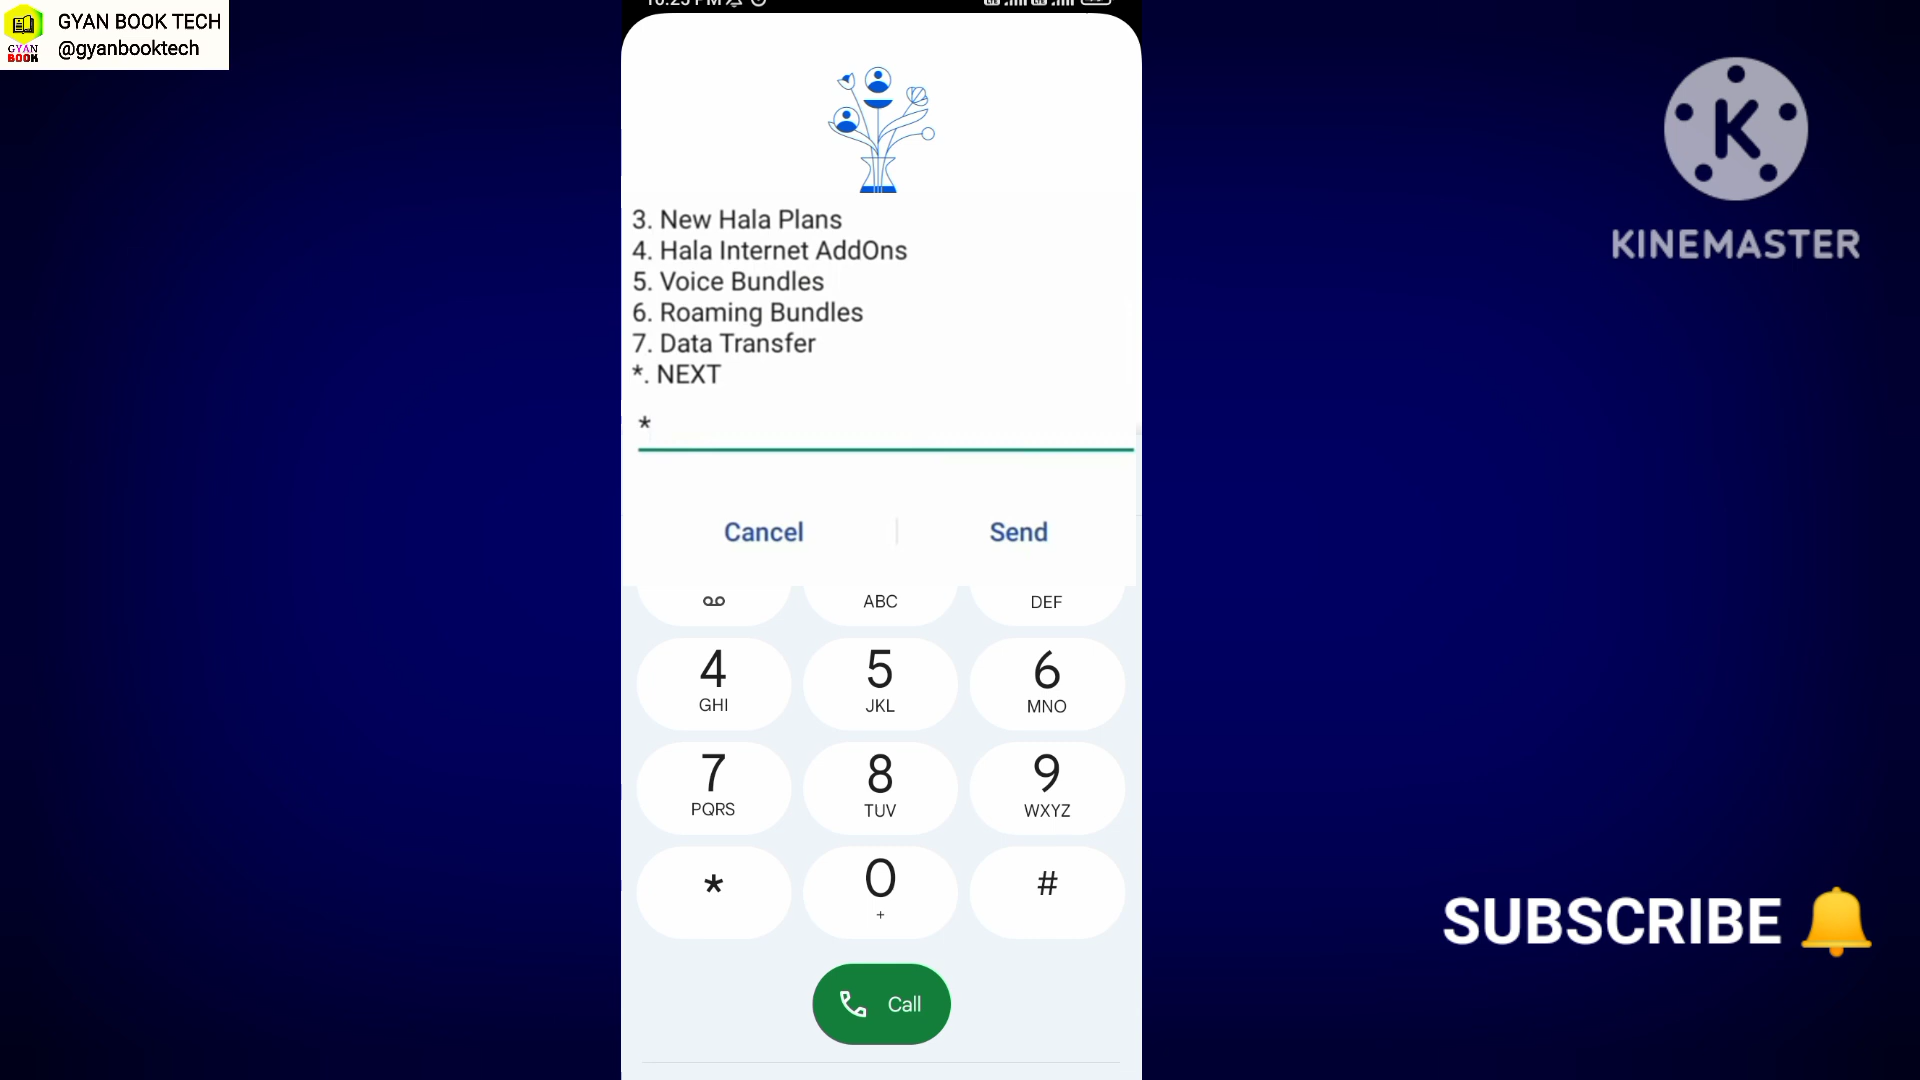 GYAN BOOK TECH
@gyanbooktech
GYAN
BOOK
K
KINEMASTER
3. New Hala Plans
4. Hala Internet AddOns
5. Voice Bundles
6. Roaming Bundles
7. Data Transfer
*. NEXT
*
Cancel
Send
ABC
DEF
4
5
6
GHI
JKL
MNO
7
8
9
PQRS
TUV
WXYZ
*
0
#
+
Call
SUBSCRIBE